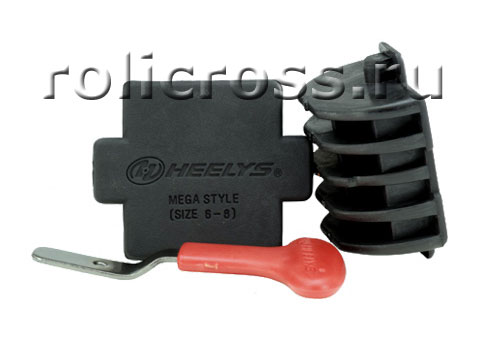 rolicross.ru
HEELYS®
MEGA STYLE
(SIZE 6-8)